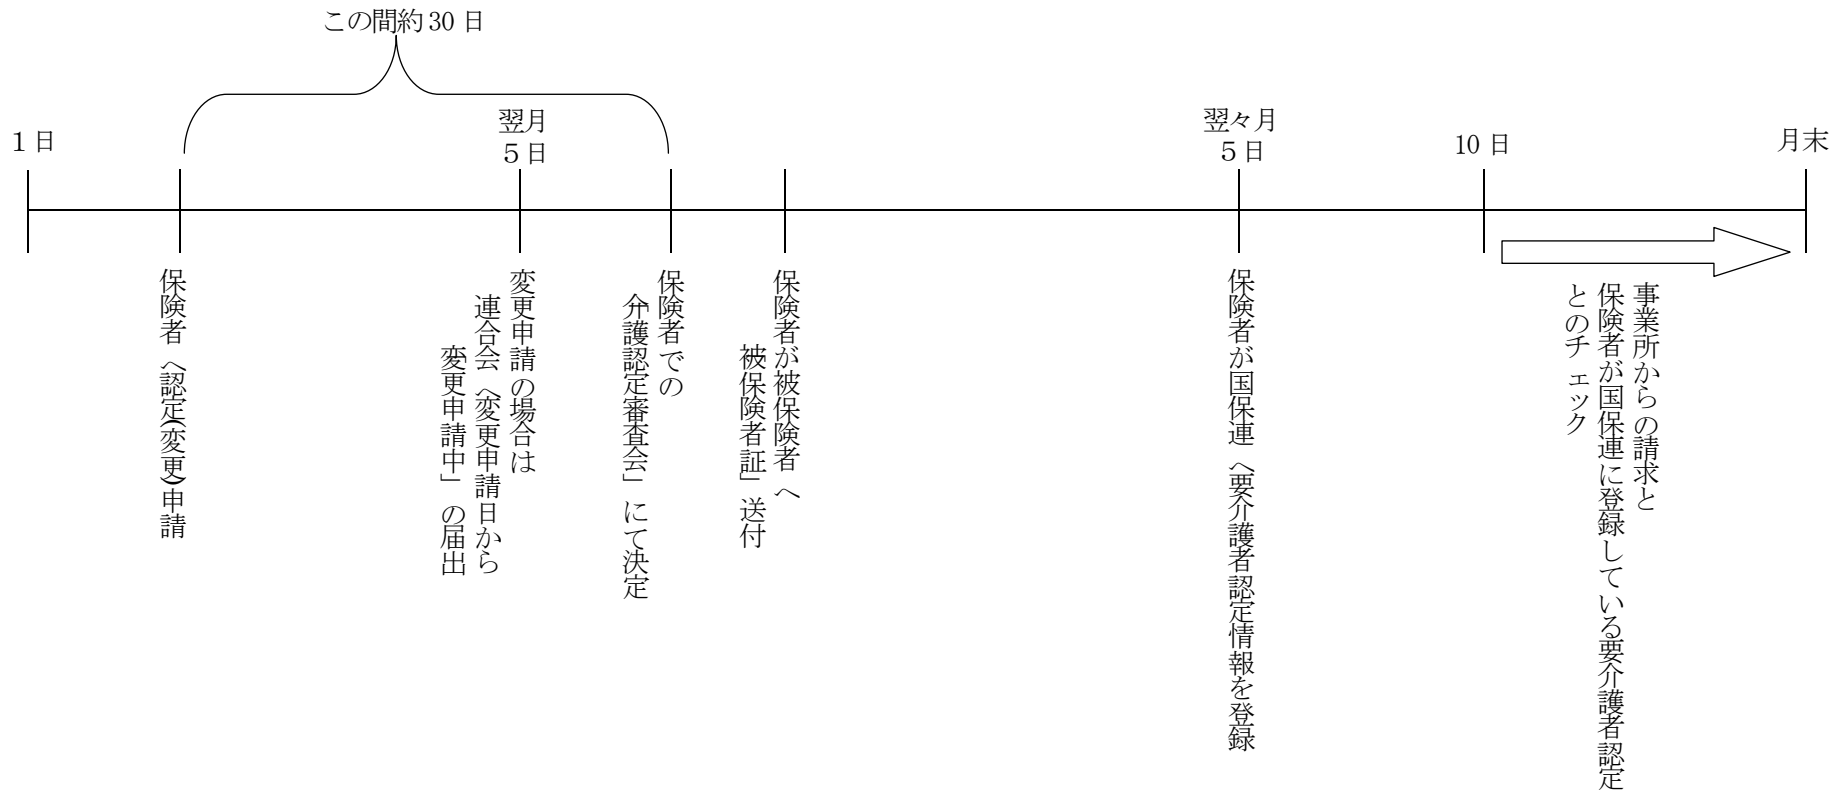 この間約30日
1日
翌月
5日
翌々月
5日
10日
月末
保険者へ認定(変更)申請
変更申請の場合は
連合会へ変更申請日から
「変更申請中」の届出
保険者での
「介護認定審査会」にて決定
保険者が被保険者へ
「被保険者証」送付
保険者が国保連へ要介護者認定情報を登録
事業所からの請求と
保険者が国保連に登録している要介護者認定
とのチェック